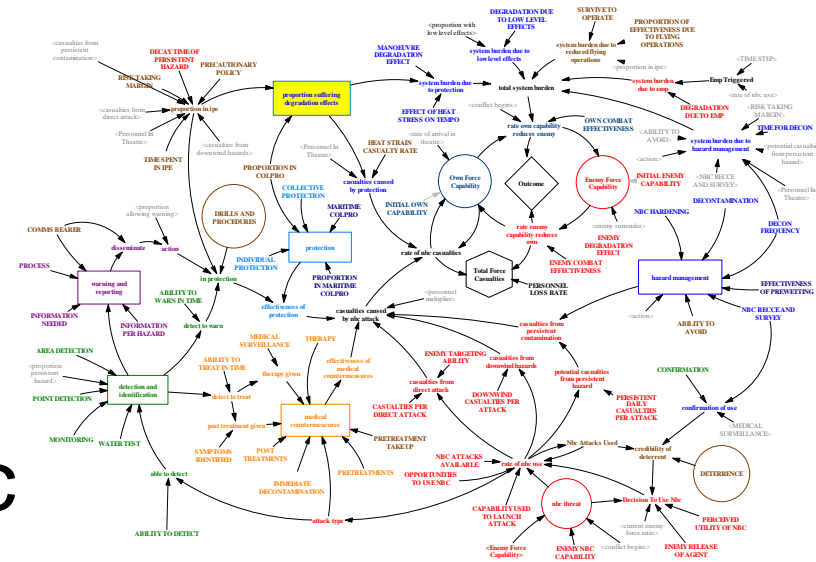 DEGRADATION DUE
TO LOW LEVEL
EFFECTS
SURVIVE TO
OPERATE
PROPORTION OF
EFFECTIVENESS DUE
TO FLYING
OPERATIONS
<proportion with
low level effects>
<casualties from
persistent
contamination>
DECAY TIME OF
PERSISTENT
HAZARD
PRECAUTIONARY
POLICY
RISK TAKING
MARGIN
MANOEUVRE
DEGRADATION
EFFECT
system burden due to
low level effects
system burden due to
reduced flying
operations
<proportion in ipe>
<TIME STEP>
system burden due
to protection
total system burden
system burden
due to emp
Emp Triggered
<rate of nbc use>
proportion suffering
degradation effects
<casualties from
direct attack>
proportion in ipe
<conflict begins>
EFFECT OF HEAT
STRESS ON TEMPO
DEGRADATION
DUE TO EMP
<RISK TAKING
MARGIN>
OWN COMBAT
EFFECTIVENESS
rate own capability
reduces enemy
<ABILITY TO
AVOID>
TIME FOR DECON
system burden due to
hazard management
<Personnel In
Theatre>
<casualties from
downwind hazards>
<Personnel In
Theatre>
HEAT STRAIN
CASUALTY RATE
<rate of arrival in
theatre>
<action>
<potential casualties
from persistent
hazard>
TIME SPENT
IN IPE
PROPORTION IN
COLPRO
casualties caused
by protection
Own Force
Capability
Outcome
Enemy Force
Capability
INITIAL ENEMY
CAPABILITY
<NBC RECCE
AND SURVEY>
<Personnel In
Theatre>
COLLECTIVE
PROTECTION
INITIAL OWN
CAPABILITY
NBC HARDENING
DECONTAMINATION
<proportion
allowing warning>
DRILLS AND
PROCEDURES
MARITIME
COLPRO
<enemy surrender>
rate enemy
capability reduces
own
DECON
FREQUENCY
COMMS BEARER
disseminate
action
protection
rate of nbc casualties
ENEMY
DEGRADATION
EFFECT
PROCESS
INDIVIDUAL
PROTECTION
ENEMY COMBAT
EFFECTIVENESS
warning and
reporting
in protection
PROPORTION
IN MARITIME
COLPRO
Total Force
Casualties
PERSONNEL
LOSS RATE
hazard management
EFFECTIVENESS
OF PREWETTING
ABILITY TO
WARN IN TIME
<personnel
multiplier>
INFORMATION
NEEDED
INFORMATION
PER HAZARD
detect to warn
effectiveness of
protection
casualties caused
by nbc attack
<action>
ABILITY TO
AVOID
NBC RECCE AND
SURVEY
casualties from
persistent
contamination
MEDICAL
SURVEILLANCE
THERAPY
AREA DETECTION
<proportion
persistent
hazard>
ABILITY TO
TREAT IN TIME
therapy given
effectiveness of
medical
countermeasures
ENEMY TARGETING
ABILITY
casualties from
downwind hazards
potential casualties
from persistent
hazard
CONFIRMATION
detection and
identification
detect to treat
casualties from
direct attack
POINT DETECTION
DOWNWIND
CASUALTIES PER
ATTACK
PERSISTENT
DAILY
CASUALTIES
PER ATTACK
confirmation of use
CASUALTIES PER
DIRECT ATTACK
post treatment given
medical
countermeasures
<MEDICAL
SURVEILLANCE>
MONITORING
WATER TEST
PRETREATMENT
TAKE UP
SYMPTOMS
IDENTIFIED
POST
TREATMENTS
Nbc Attacks Used
credibility of
deterrent
NBC ATTACKS
AVAILABLE
rate of nbc use
able to detect
PRETREATMENTS
OPPORTUNITIES
TO USE NBC
DETERRENCE
IMMEDIATE
DECONTAMINATION
nbc threat
Decision To Use Nbc
CAPABILITY USED
TO LAUNCH
ATTACK
attack type
ABILITY TO DETECT
<current enemy
force ratio>
PERCEIVED
UTILITY OF NBC
<conflict begins>
<Enemy Force
Capability>
ENEMY NBC
CAPABILITY
ENEMY RELEASE
OF AGENT